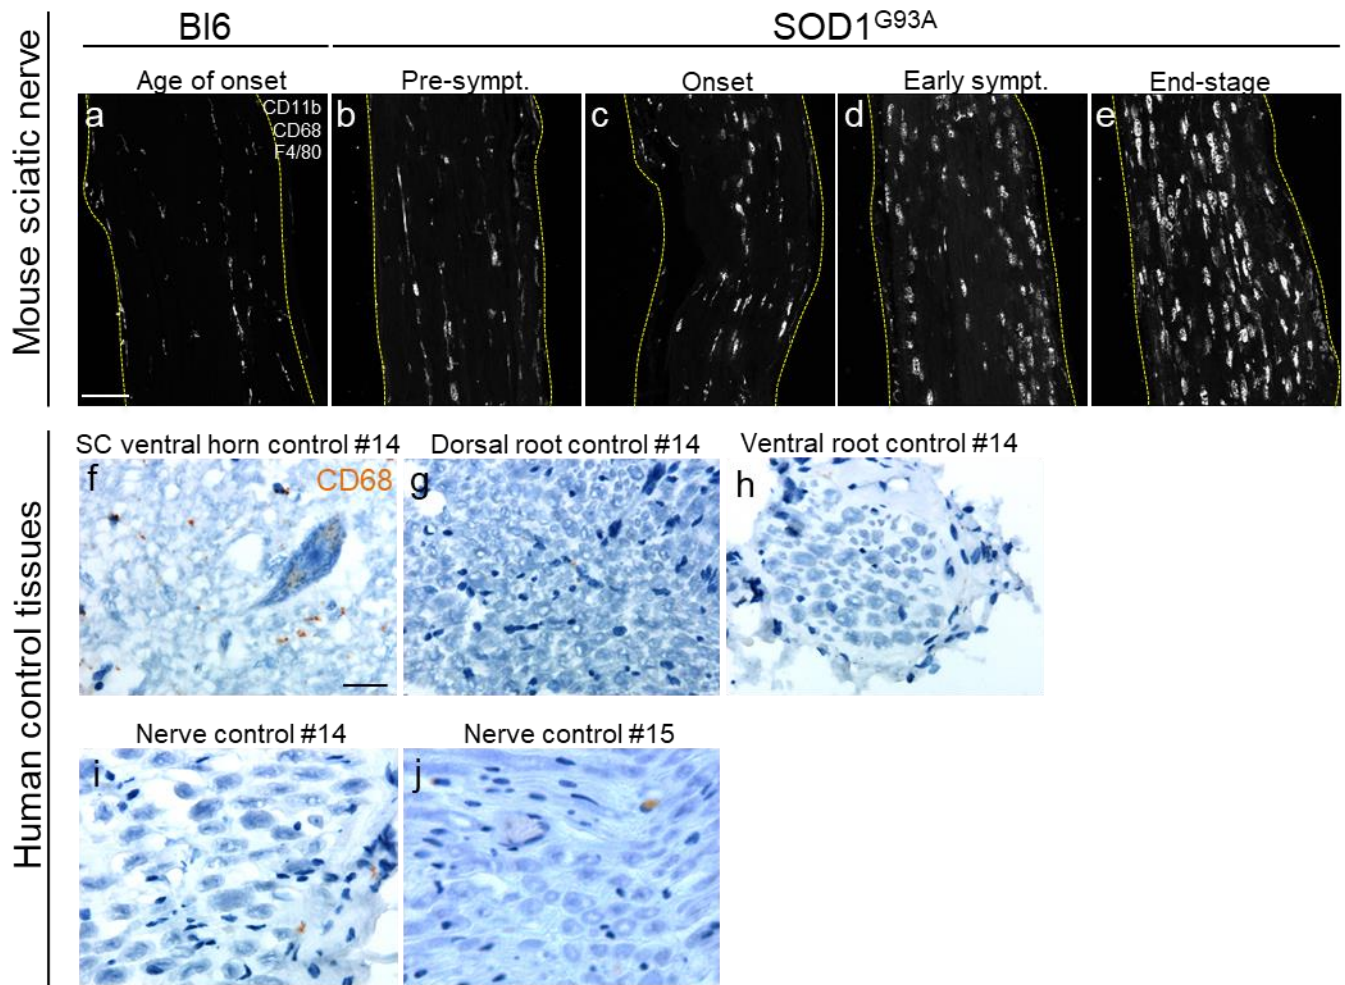 Bl6
SOD1G93A
Mouse sciatic nerve
Age of onset
Pre-sympt.
Onset
Early sympt.
End-stage
a
CD11b
CD68
F4/80
b
c
d
e
Human control tissues
SC ventral horn control #14
Dorsal root control #14
Ventral root control #14
f
CD68
g
h
Nerve control #14
Nerve control #15
i
j